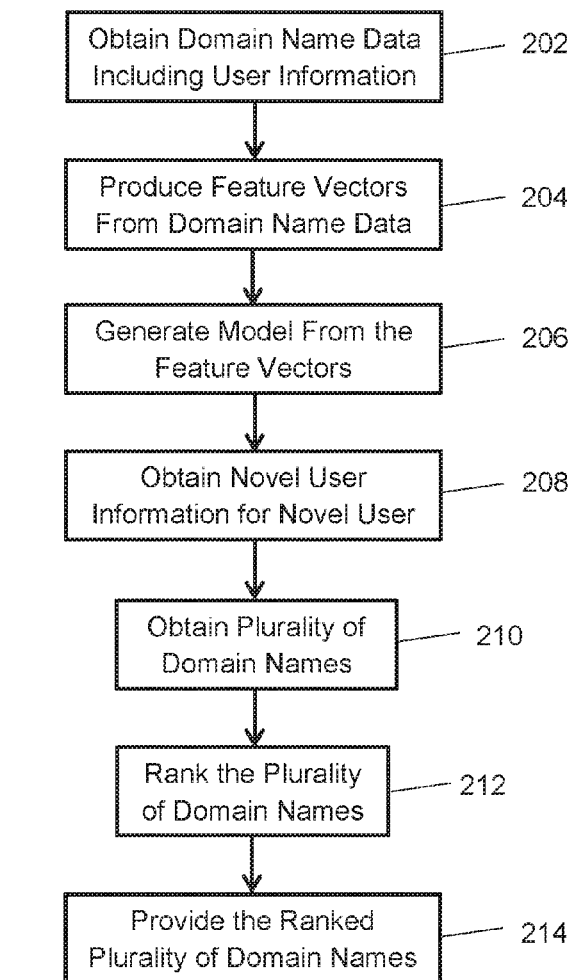 Obtain Domain Name Data
Including User Information
202
Produce Feature Vectors
From Domain Name Data
204
Generate Model From the
Feature Vectors
206
Obtain Novel User
Information for Novel User
208
Obtain Plurality of
Domain Names
210
Rank the Plurality
of Domain Names
212
Provide the Ranked
Plurality of Domain Names
214